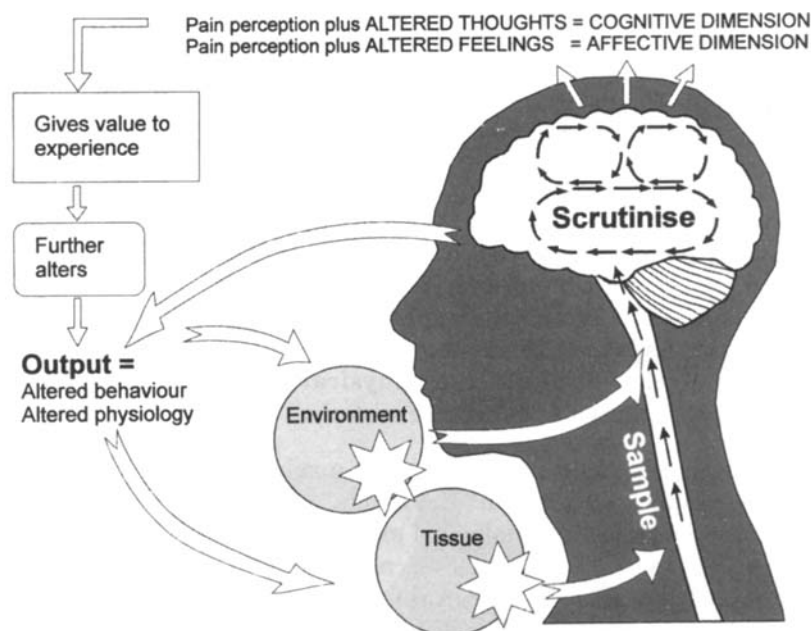 Pain perception plus ALTERED THOUGHTS = COGNITIVE DIMENSION
Pain perception plus ALTERED FEELINGS = AFFECTIVE DIMENSION
Gives value to
experience
Further
alters
Output =
Altered behaviour
Altered physiology
Scrutinise
Environment
Tissue
Sample